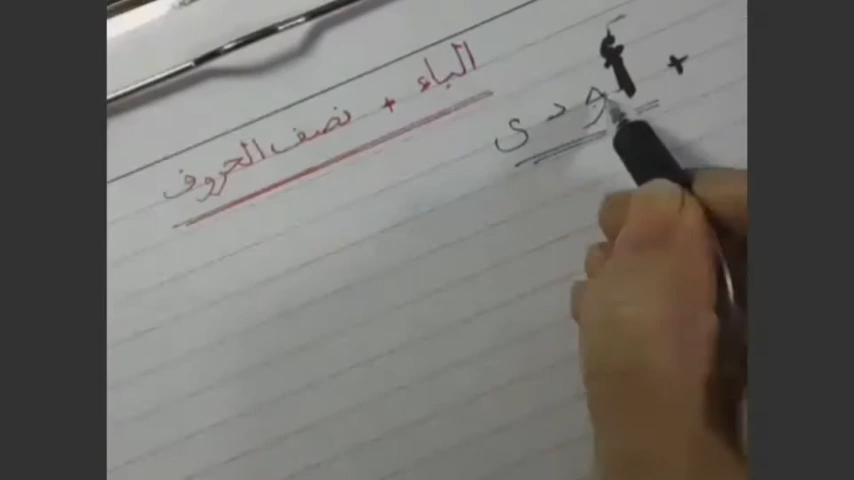 الباء + نصف الحروف
+ أ و د ى